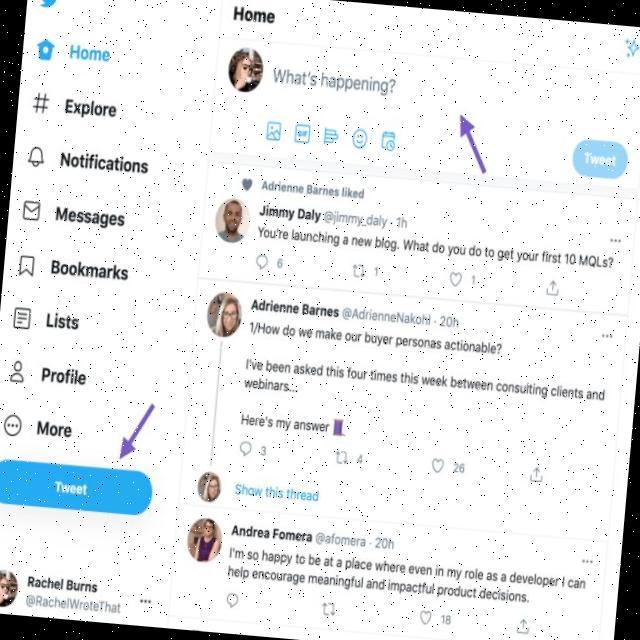 Home
Explore
Notifications
Messages
Bookmarks
Lists
Profile
More
Tweet
Rachel Burns
@RachelWroteThat
Home
What's happening?
GIF
Tweet
Adrienne Barnes liked
Jimmy Daly @jimmy_daly · 1h
You're launching a new blog. What do you do to get your first 10 MQLs?
6 1 1
Adrienne Barnes @AdrienneNakohl · 20h
1/How do we make our buyer personas actionable?
I've been asked this four times this week between consulting clients and
webinars...
Here's my answer
3 4 26
Show this thread
Andrea Fomera @afomera · 20h
I'm so happy to be at a place where even in my role as a developer I can
help encourage meaningful and impactful product decisions.
18